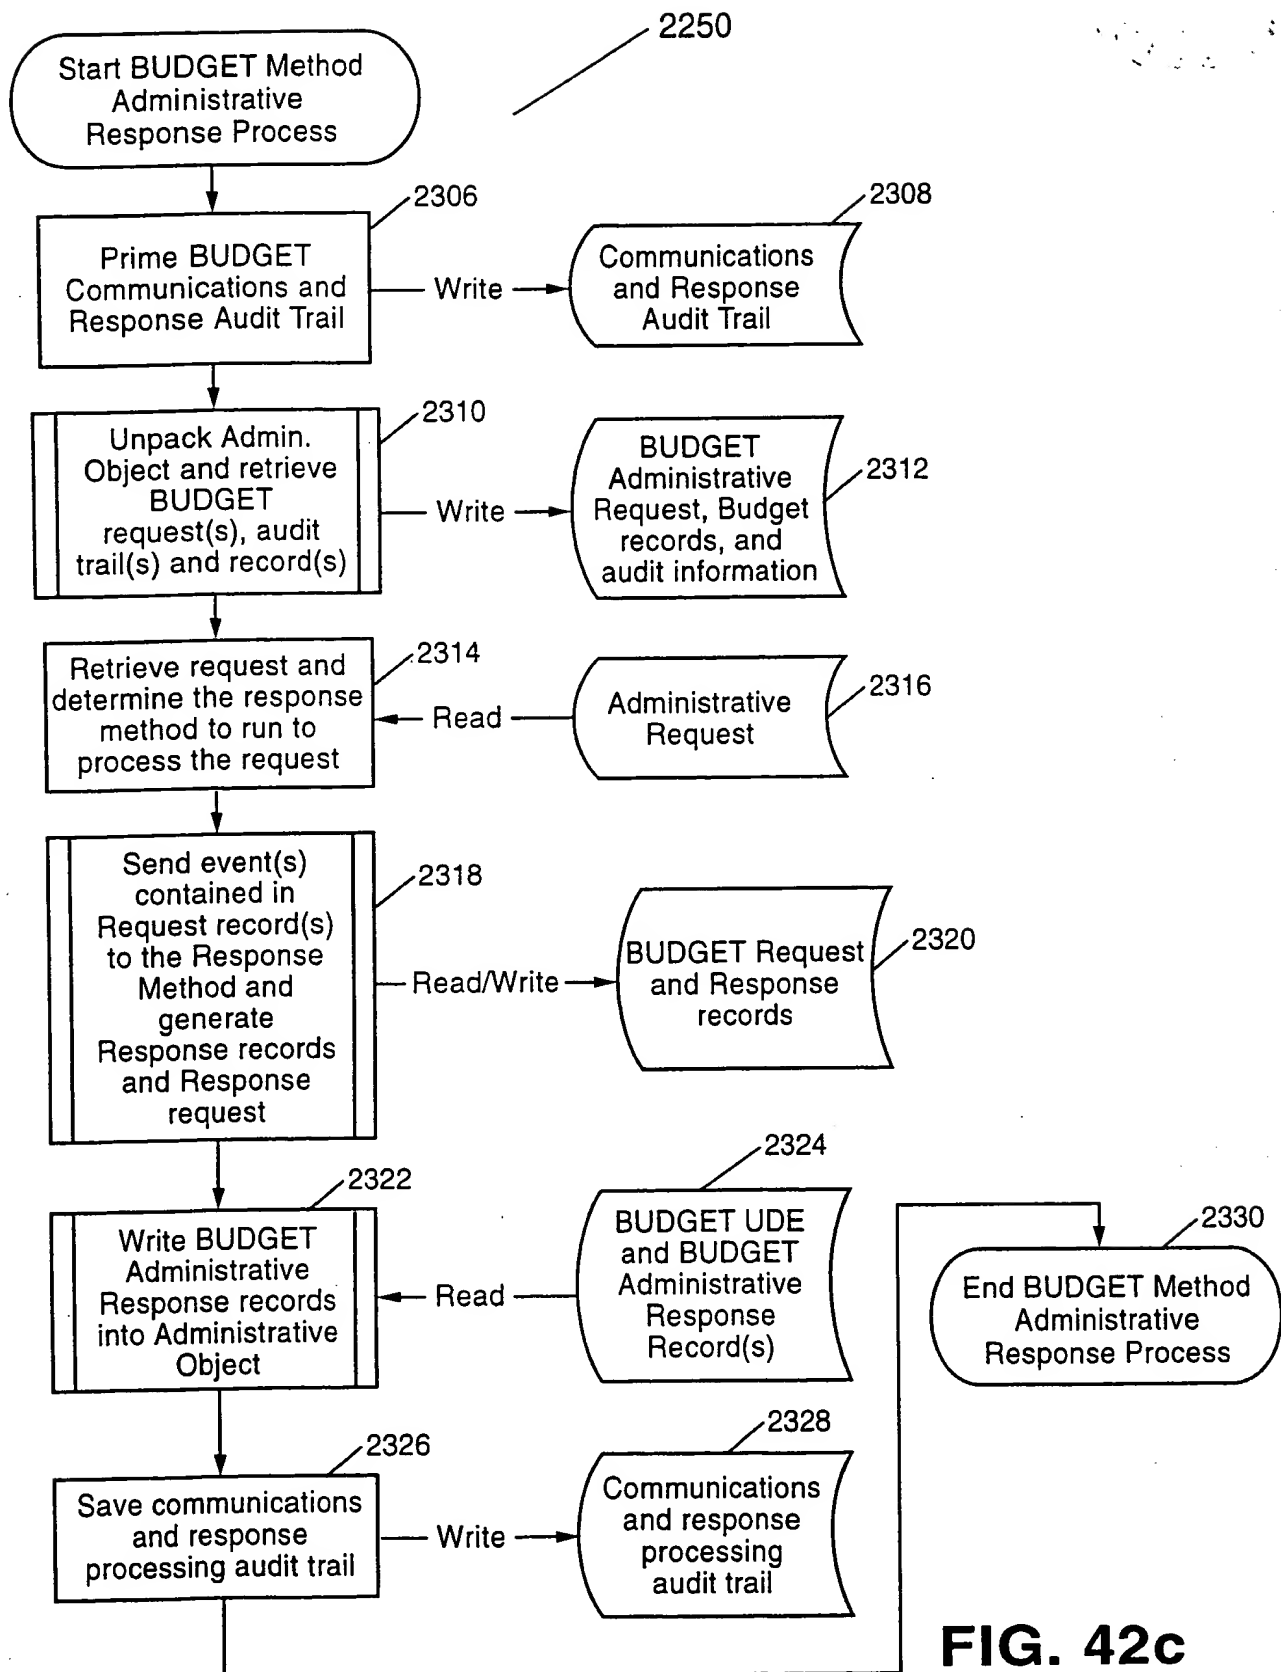 2250
Start BUDGET Method
Administrative
Response Process
2306
Prime BUDGET
Communications and
Response Audit Trail
Write
2308
Communications
and Response
Audit Trail
2310
Unpack Admin.
Object and retrieve
BUDGET
request(s), audit
trail(s) and record(s)
Write
BUDGET
Administrative
Request, Budget
records, and
audit information
2312
2314
Retrieve request and
determine the response
method to run to
process the request
Read
Administrative
Request
2316
Send event(s)
contained in
Request record(s)
to the Response
Method and
generate
Response records
and Response
request
2318
Read/Write
BUDGET Request
and Response
records
2320
2322
Write BUDGET
Administrative
Response records
into Administrative
Object
Read
2324
BUDGET UDE
and BUDGET
Administrative
Response
Record(s)
2326
Save communications
and response
processing audit trail
Write
2328
Communications
and response
processing
audit trail
2330
End BUDGET Method
Administrative
Response Process
FIG. 42c